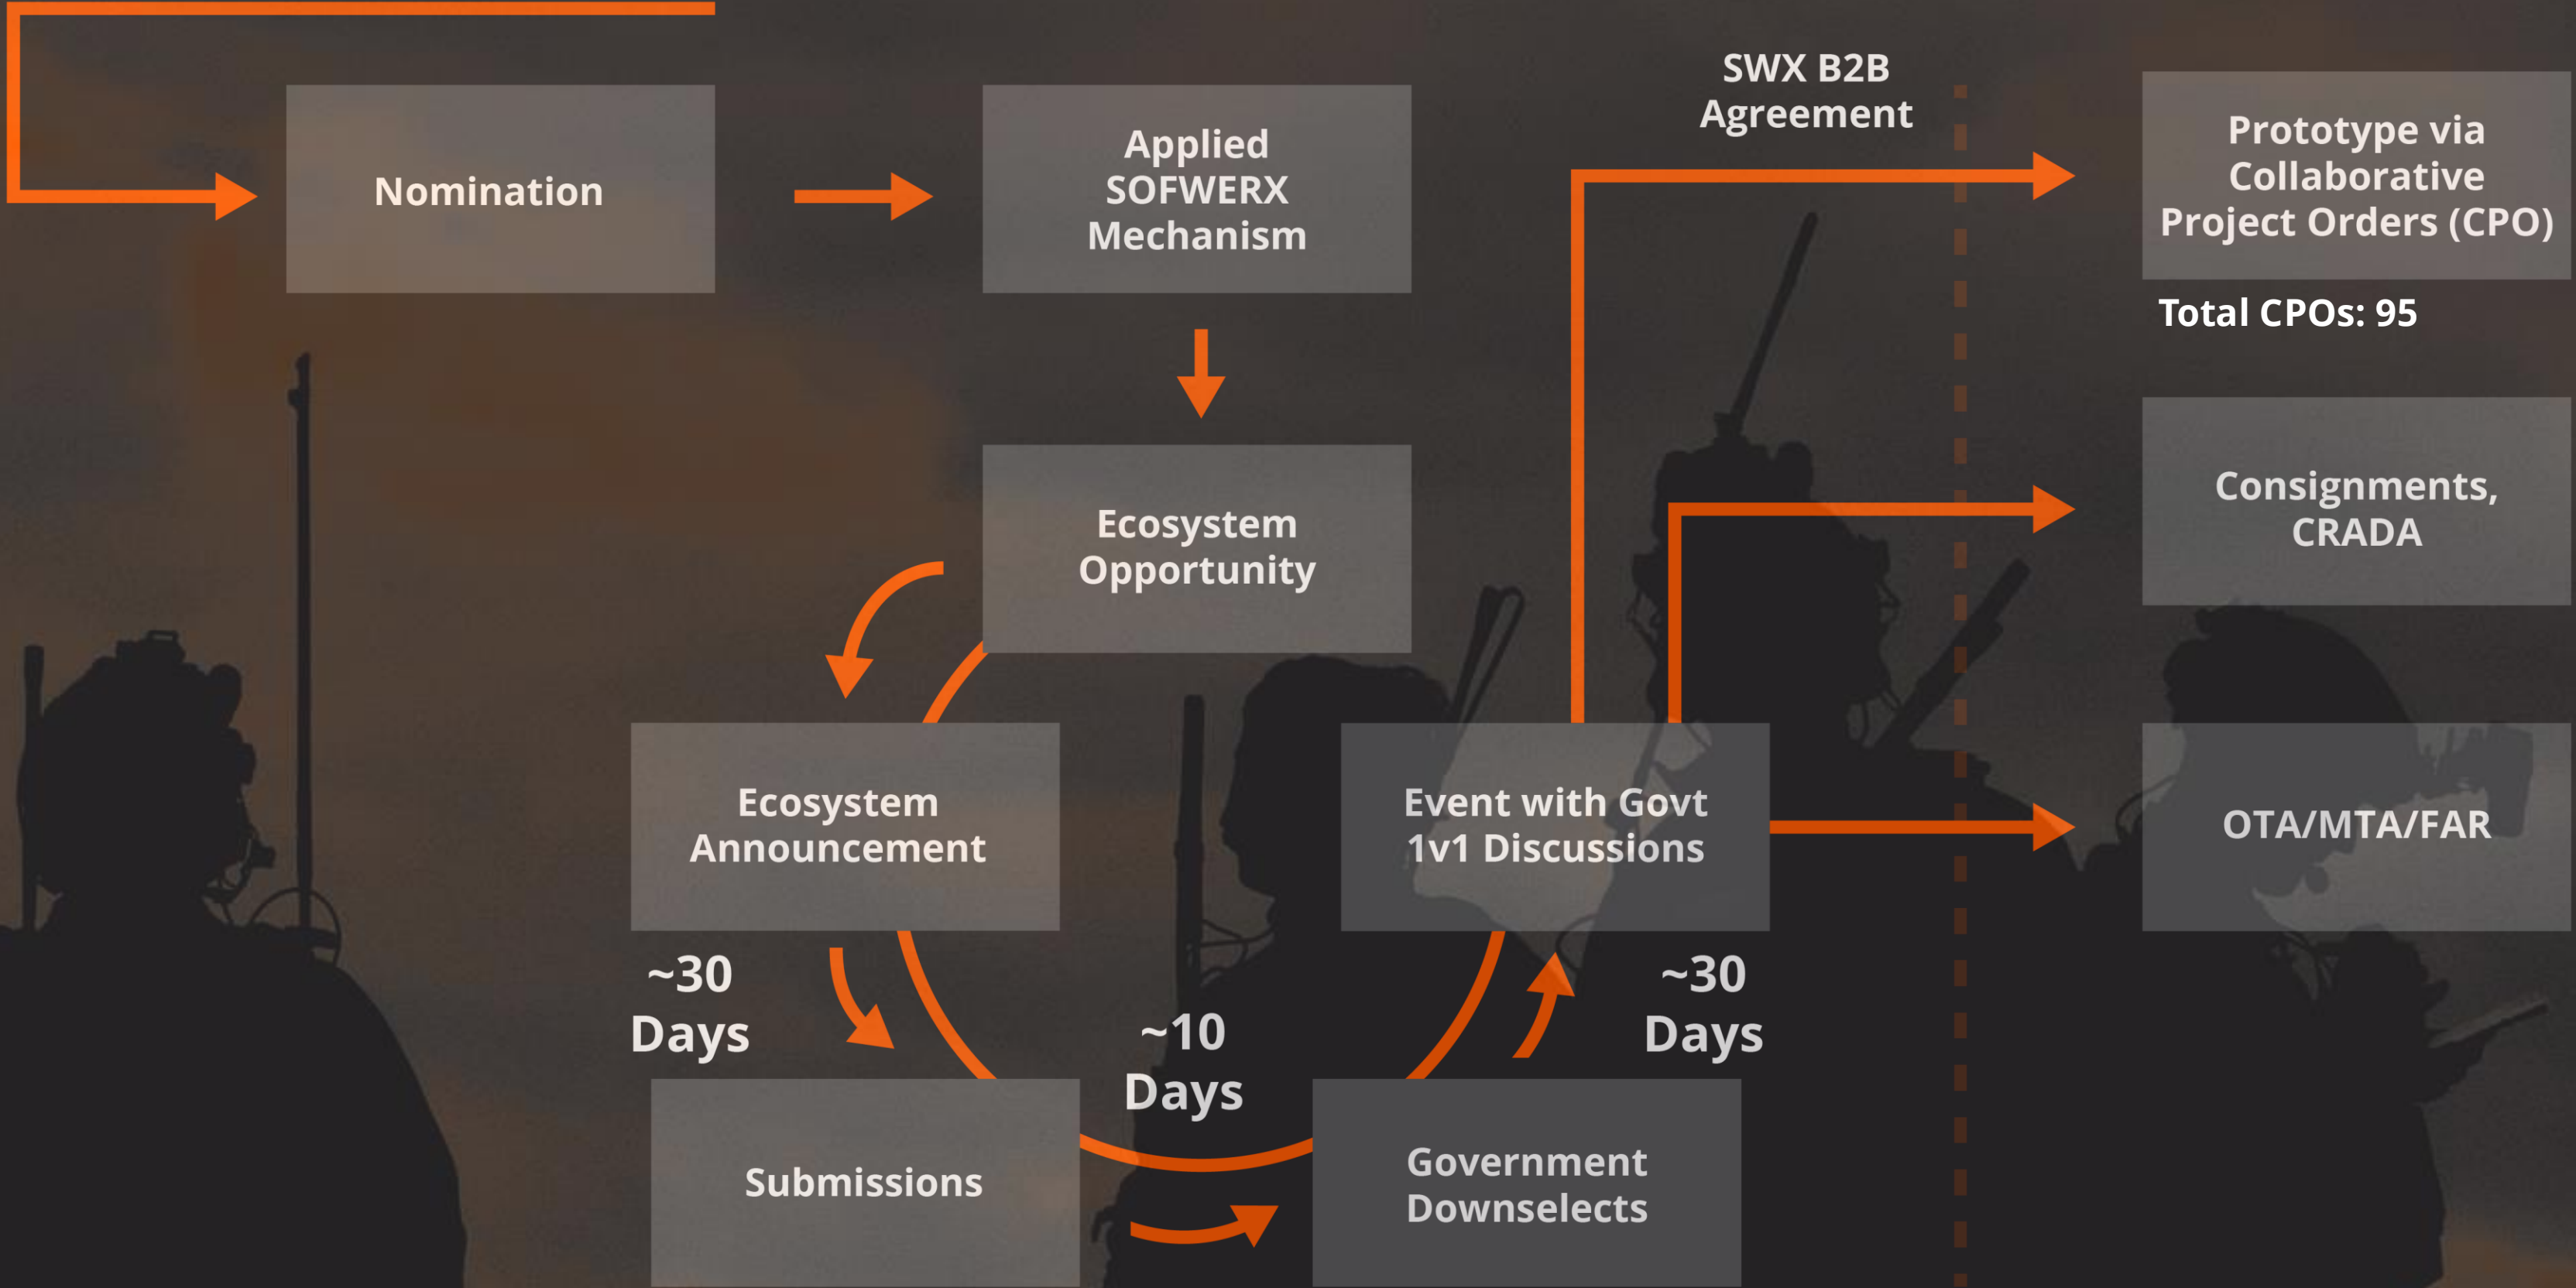 Nomination
Applied
SOFWERX
Mechanism
SWX B2B
Agreement
Prototype via
Collaborative
Project Orders (CPO)
Total CPOs: 95
Ecosystem
Opportunity
Consignments,
CRADA
Ecosystem
Announcement
Event with Govt
1v1 Discussions
OTA/MTA/FAR
~30
Days
~10
Days
~30
Days
Submissions
Government
Downselects